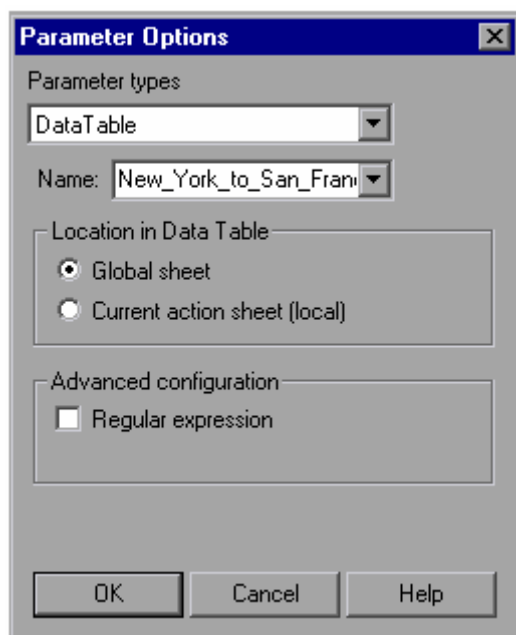 Parameter Options
Parameter types
DataTable
Name: New_York_to_San_Fran
Location in Data Table
Global sheet
Current action sheet (local)
Advanced configuration
Regular expression
OK Cancel Help